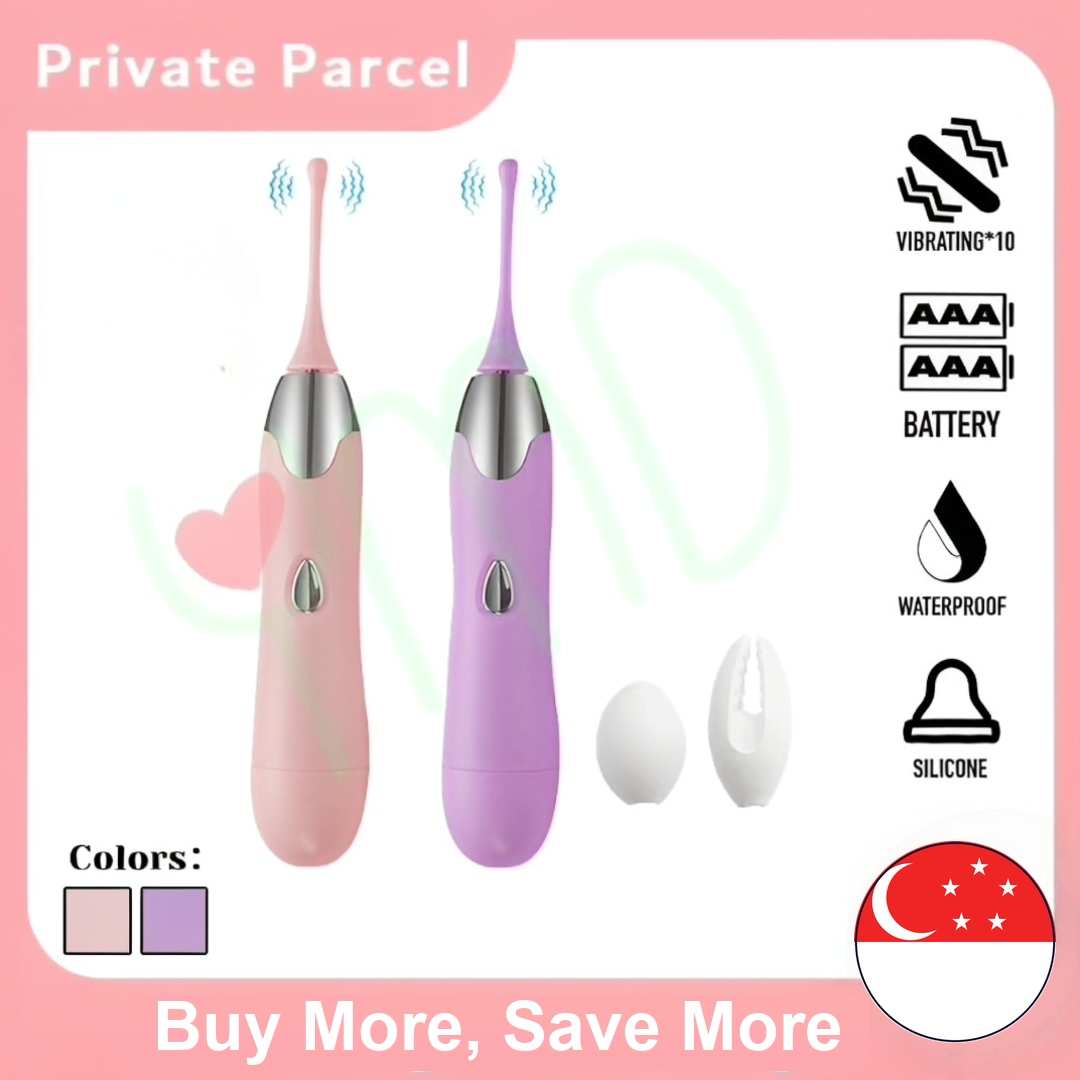 Private Parcel
VIBRATING*10
AAA
AAA
BATTERY
WATERPROOF
SILICONE
Colors:
Buy More, Save More